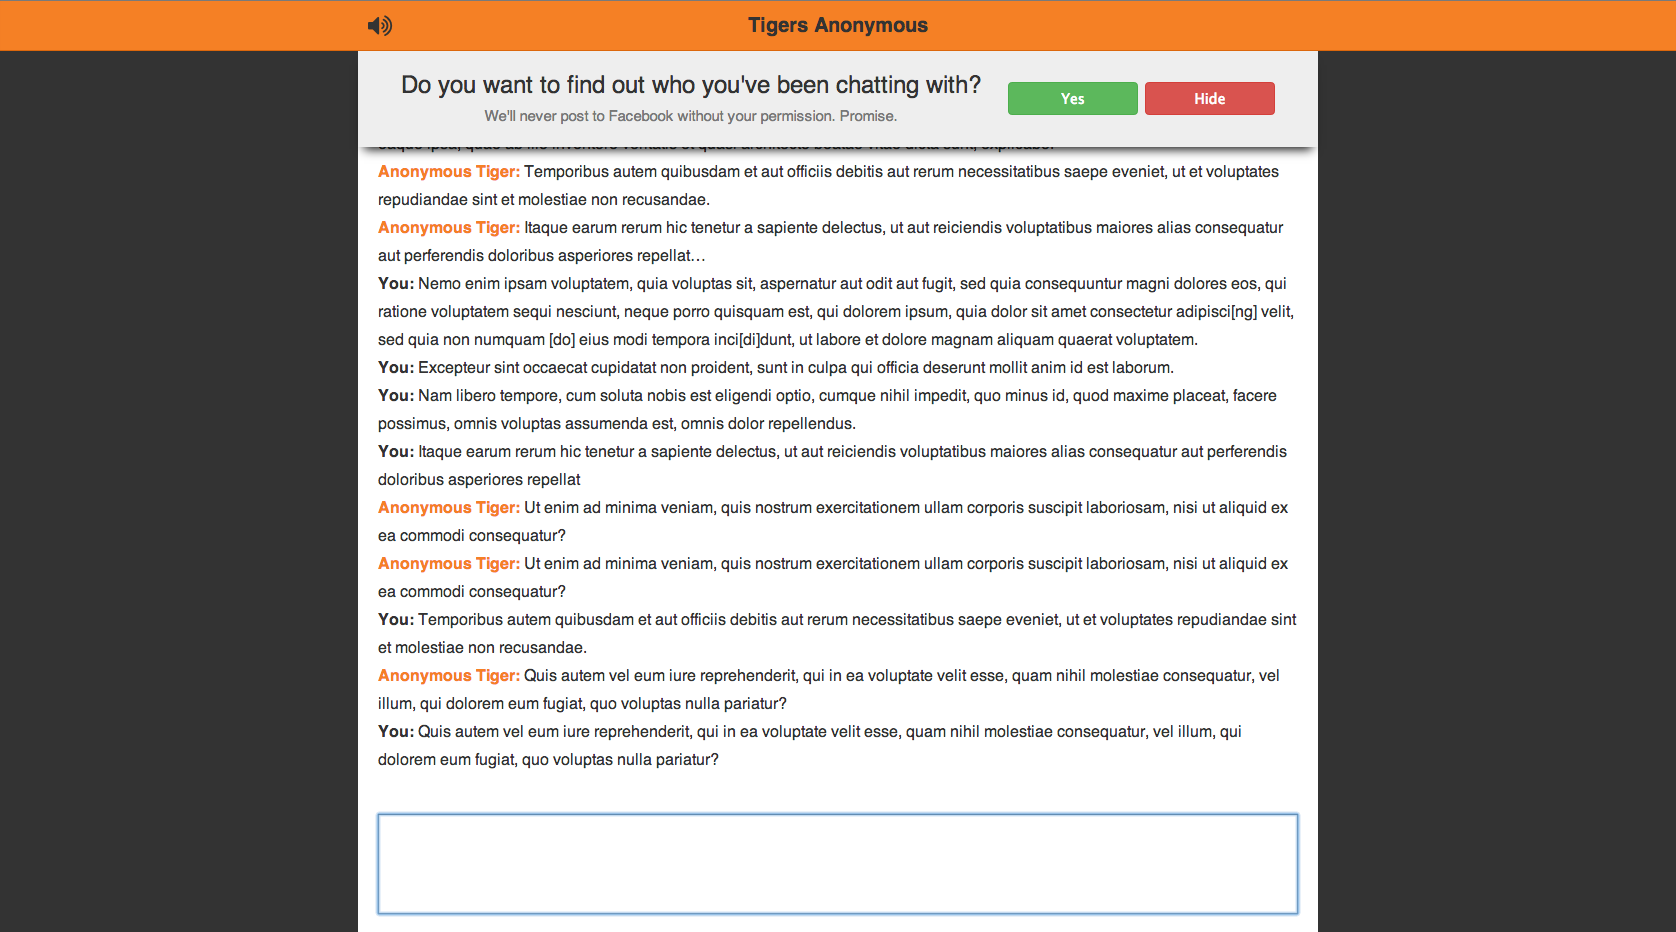 Tigers Anonymous
Do you want to find out who you've been chatting with?
We'll never post to Facebook without your permission. Promise.
Yes
Hide
Anonymous Tiger: Temporibus autem quibusdam et aut officiis debitis aut rerum necessitatibus saepe eveniet, ut et voluptates
repudiandae sint et molestiae non recusandae.
Anonymous Tiger: Itaque earum rerum hic tenetur a sapiente delectus, ut aut reiciendis voluptatibus maiores alias consequatur
aut perferendis doloribus asperiores repellat…
You: Nemo enim ipsam voluptatem, quia voluptas sit, aspernatur aut odit aut fugit, sed quia consequuntur magni dolores eos, qui
ratione voluptatem sequi nesciunt, neque porro quisquam est, qui dolorem ipsum, quia dolor sit amet consectetur adipisci[ng] velit,
sed quia non numquam [do] eius modi tempora inci[di]dunt, ut labore et dolore magnam aliquam quaerat voluptatem.
You: Excepteur sint occaecat cupidatat non proident, sunt in culpa qui officia deserunt mollit anim id est laborum.
You: Nam libero tempore, cum soluta nobis est eligendi optio, cumque nihil impedit, quo minus id, quod maxime placeat, facere
possimus, omnis voluptas assumenda est, omnis dolor repellendus.
You: Itaque earum rerum hic tenetur a sapiente delectus, ut aut reiciendis voluptatibus maiores alias consequatur aut perferendis
doloribus asperiores repellat
Anonymous Tiger: Ut enim ad minima veniam, quis nostrum exercitationem ullam corporis suscipit laboriosam, nisi ut aliquid ex
ea commodi consequatur?
Anonymous Tiger: Ut enim ad minima veniam, quis nostrum exercitationem ullam corporis suscipit laboriosam, nisi ut aliquid ex
ea commodi consequatur?
You: Temporibus autem quibusdam et aut officiis debitis aut rerum necessitatibus saepe eveniet, ut et voluptates repudiandae sint
et molestiae non recusandae.
Anonymous Tiger: Quis autem vel eum iure reprehenderit, qui in ea voluptate velit esse, quam nihil molestiae consequatur, vel
illum, qui dolorem eum fugiat, quo voluptas nulla pariatur?
You: Quis autem vel eum iure reprehenderit, qui in ea voluptate velit esse, quam nihil molestiae consequatur, vel illum, qui
dolorem eum fugiat, quo voluptas nulla pariatur?